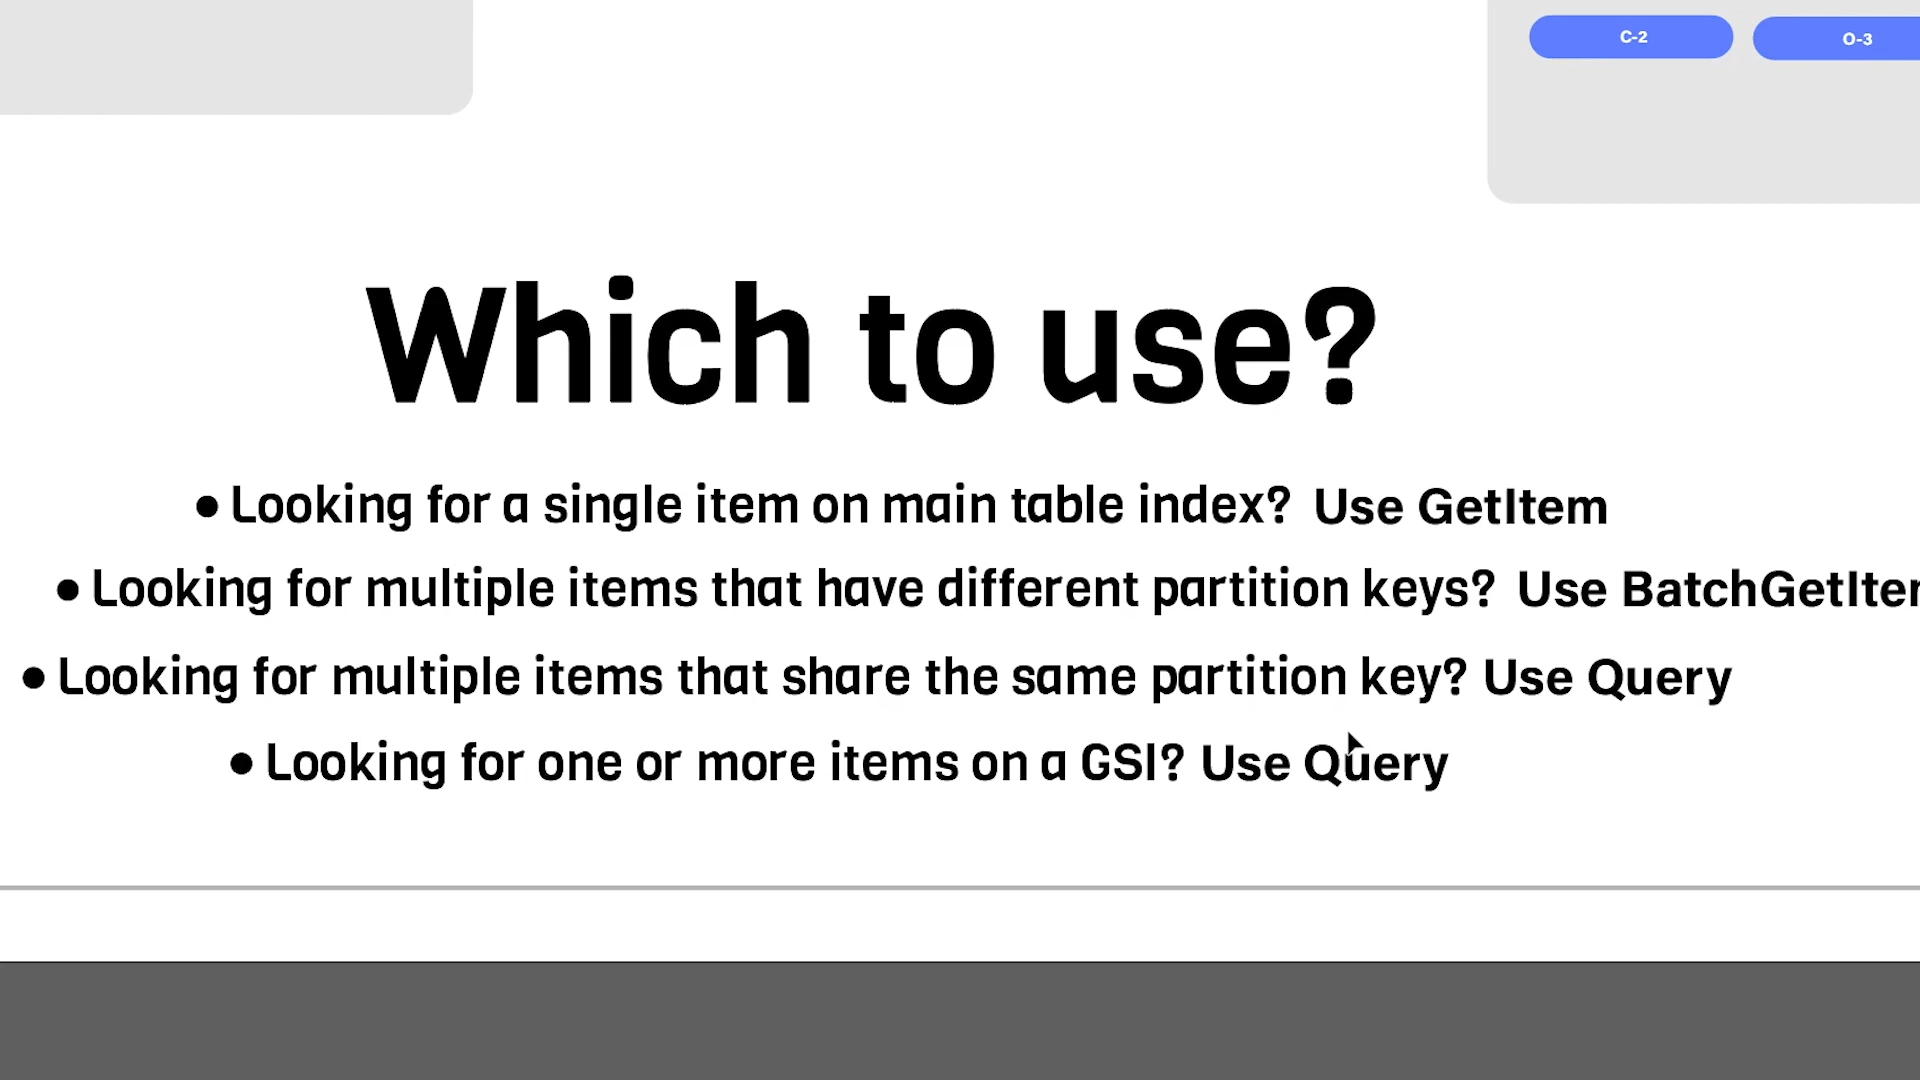 C-2
O-3
Which to use?
• Looking for a single item on main table index? Use GetItem
• Looking for multiple items that have different partition keys? Use
• Looking for multiple items that share the same partition key? Use Query
• Looking for one or more items on a GSI? Use Query